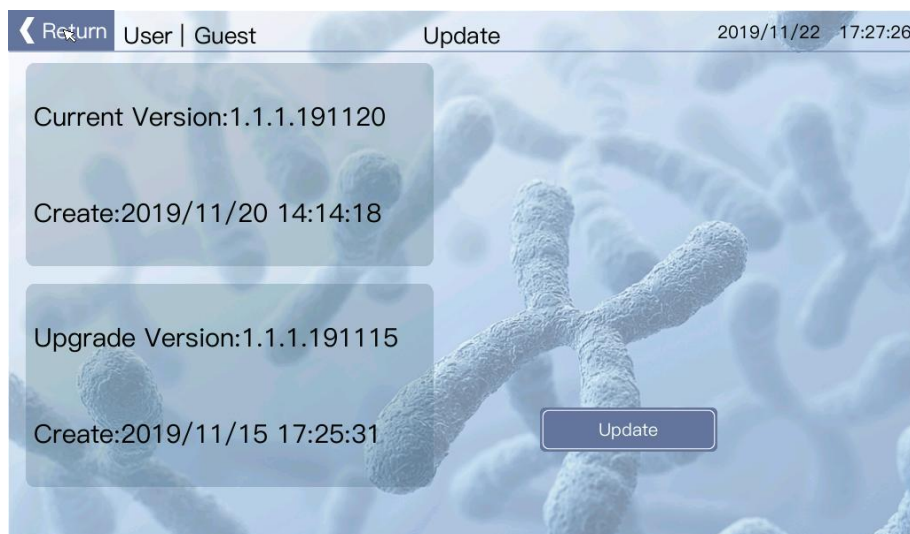 Return User | Guest Update 2019/11/22 17:27:26
Current Version:1.1.1.191120
Create:2019/11/20 14:14:18
Upgrade Version:1.1.1.191115
Create:2019/11/15 17:25:31
Update